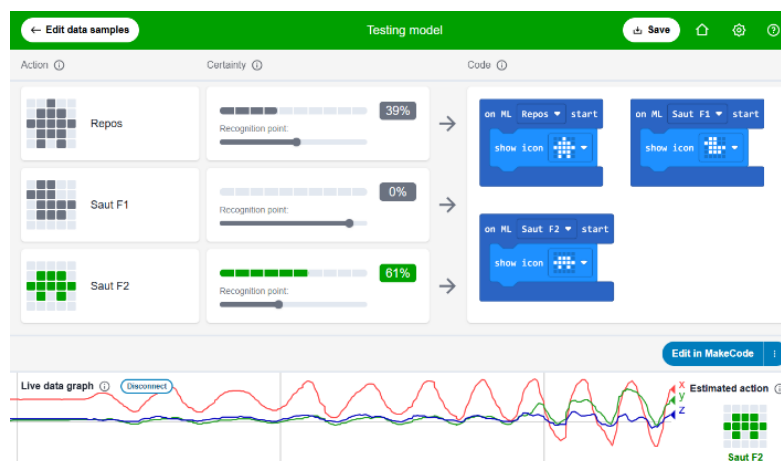 ← Edit data samples
Testing model
Save
Action
Certainty
Code
Repos
39%
Recognition point:
on ML Repos start
show icon
on ML Saut F1 start
show icon
Saut F1
0%
Recognition point:
on ML Saut F2 start
show icon
Saut F2
61%
Recognition point:
Edit in MakeCode
Live data graph
Disconnect
x
y
z
Estimated action
Saut F2